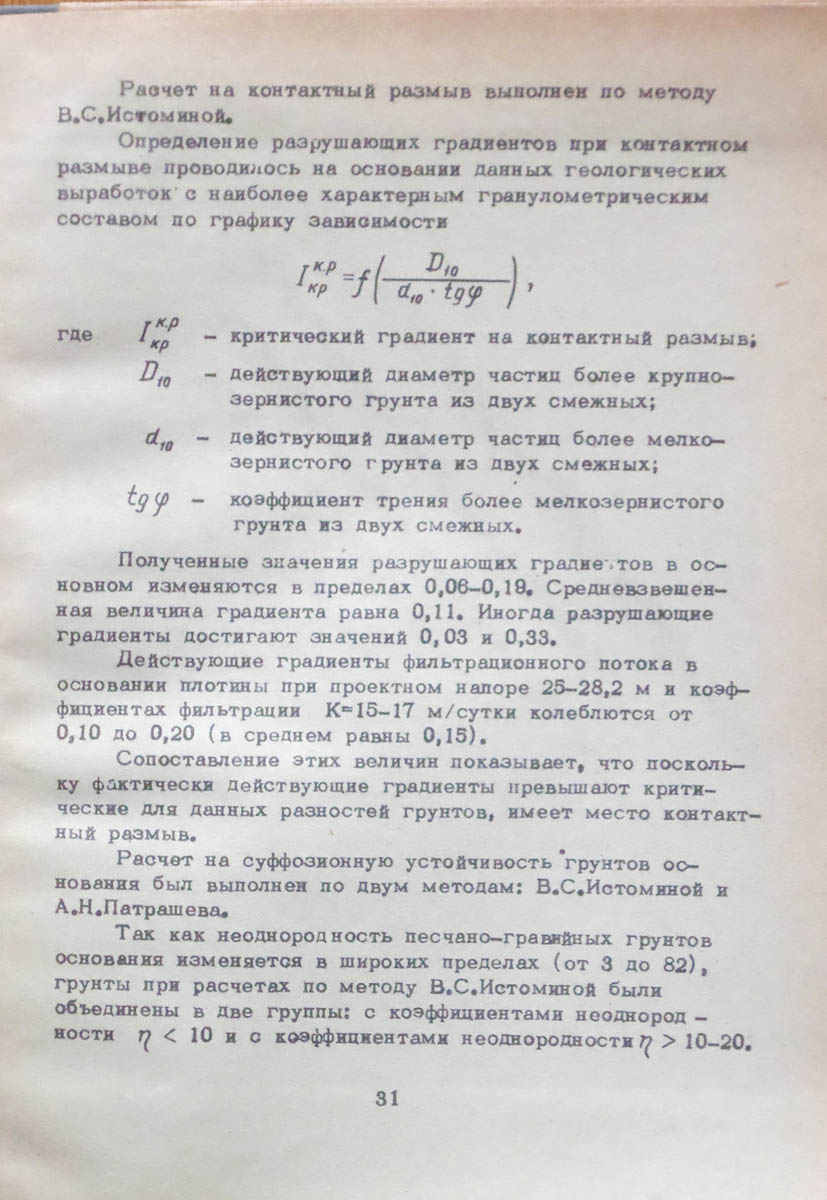 Расчет на контактный размыв выполнен по методу
В.С.Истоминой.
Определение разрушающих градиентов при контактном
размыве проводилось на основании данных геологических
выработок с наиболее характерным гранулометрическим
составом по графику зависимости
I^{к.р}_{кр} = f ( D₁₀ / (d₁₀ · tg φ) ) ,
где I^{к.р}_{кр} – критический градиент на контактный размыв;
D₁₀ – действующий диаметр частиц более крупно–
зернистого грунта из двух смежных;
d₁₀ – действующий диаметр частиц более мелко–
зернистого грунта из двух смежных;
tg φ – коэффициент трения более мелкозернистого
грунта из двух смежных.
Полученные значения разрушающих градиентов в ос–
новном изменяются в пределах 0,06–0,18. Средневзвешен–
ная величина градиента равна 0,11. Иногда разрушающие
градиенты достигают значений 0,03 и 0,33.
Действующие градиенты фильтрационного потока в
основании плотины при проектном напоре 25–28,2 м и коэф–
фициентах фильтрации К=15–17 м/сутки колеблются от
0,10 до 0,20 (в среднем равны 0,15).
Сопоставление этих величин показывает, что посколь–
ку фактически действующие градиенты превышают крити–
ческие для данных разностей грунтов, имеет место контакт–
ный размыв.
Расчет на суффозионную устойчивость грунтов ос–
нования был выполнен по двум методам: В.С.Истоминой и
А.Н.Патрашева.
Так как неоднородность песчано–гравийных грунтов
основания изменяется в широких пределах (от 3 до 82),
грунты при расчетах по методу В.С.Истоминой были
объединены в две группы: с коэффициентами неоднород –
ности η < 10 и с коэффициентами неоднородности η > 10–20.
31